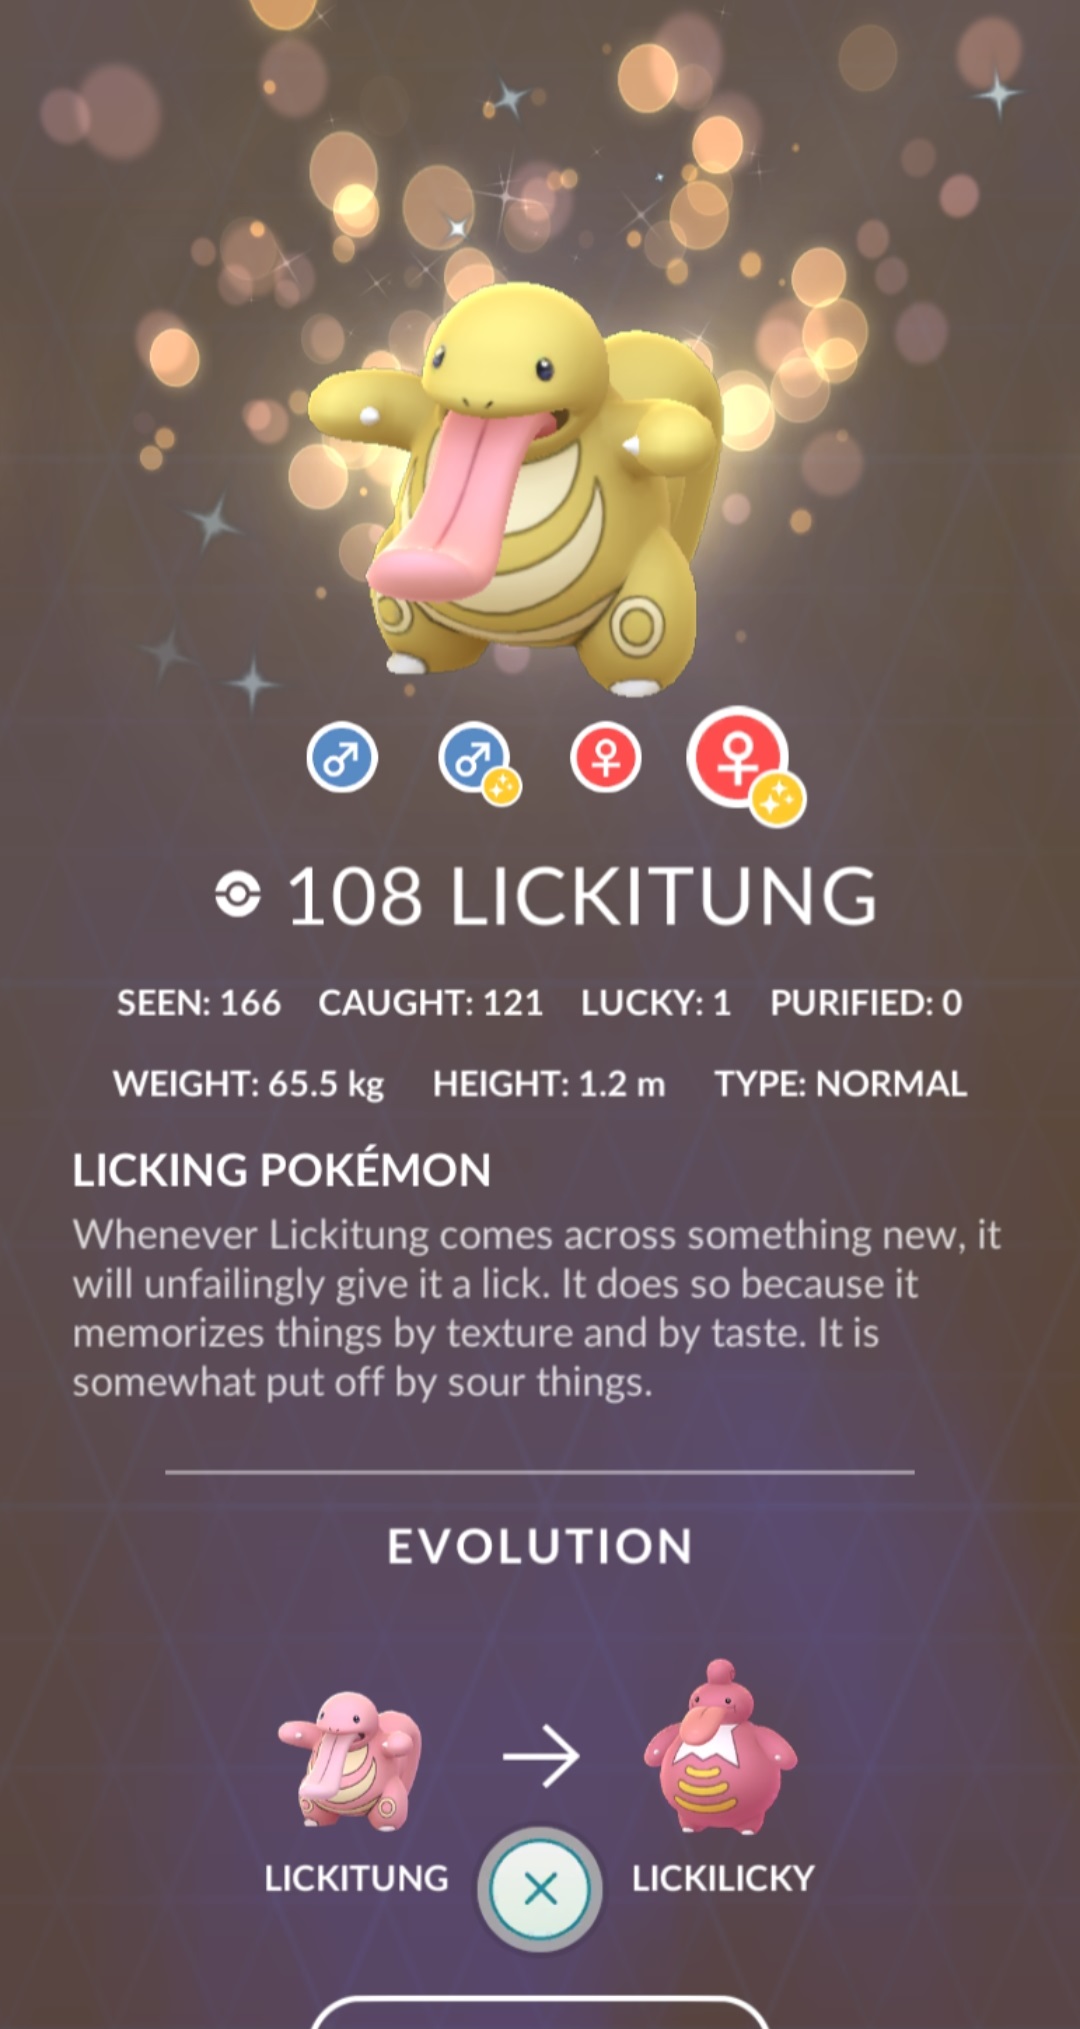 108 LICKITUNG
SEEN: 166 CAUGHT: 121 LUCKY: 1 PURIFIED: 0
WEIGHT: 65.5 kg HEIGHT: 1.2 m TYPE: NORMAL
LICKING POKÉMON
Whenever Lickitung comes across something new, it
will unfailingly give it a lick. It does so because it
memorizes things by texture and by taste. It is
somewhat put off by sour things.
EVOLUTION
LICKITUNG LICKILICKY